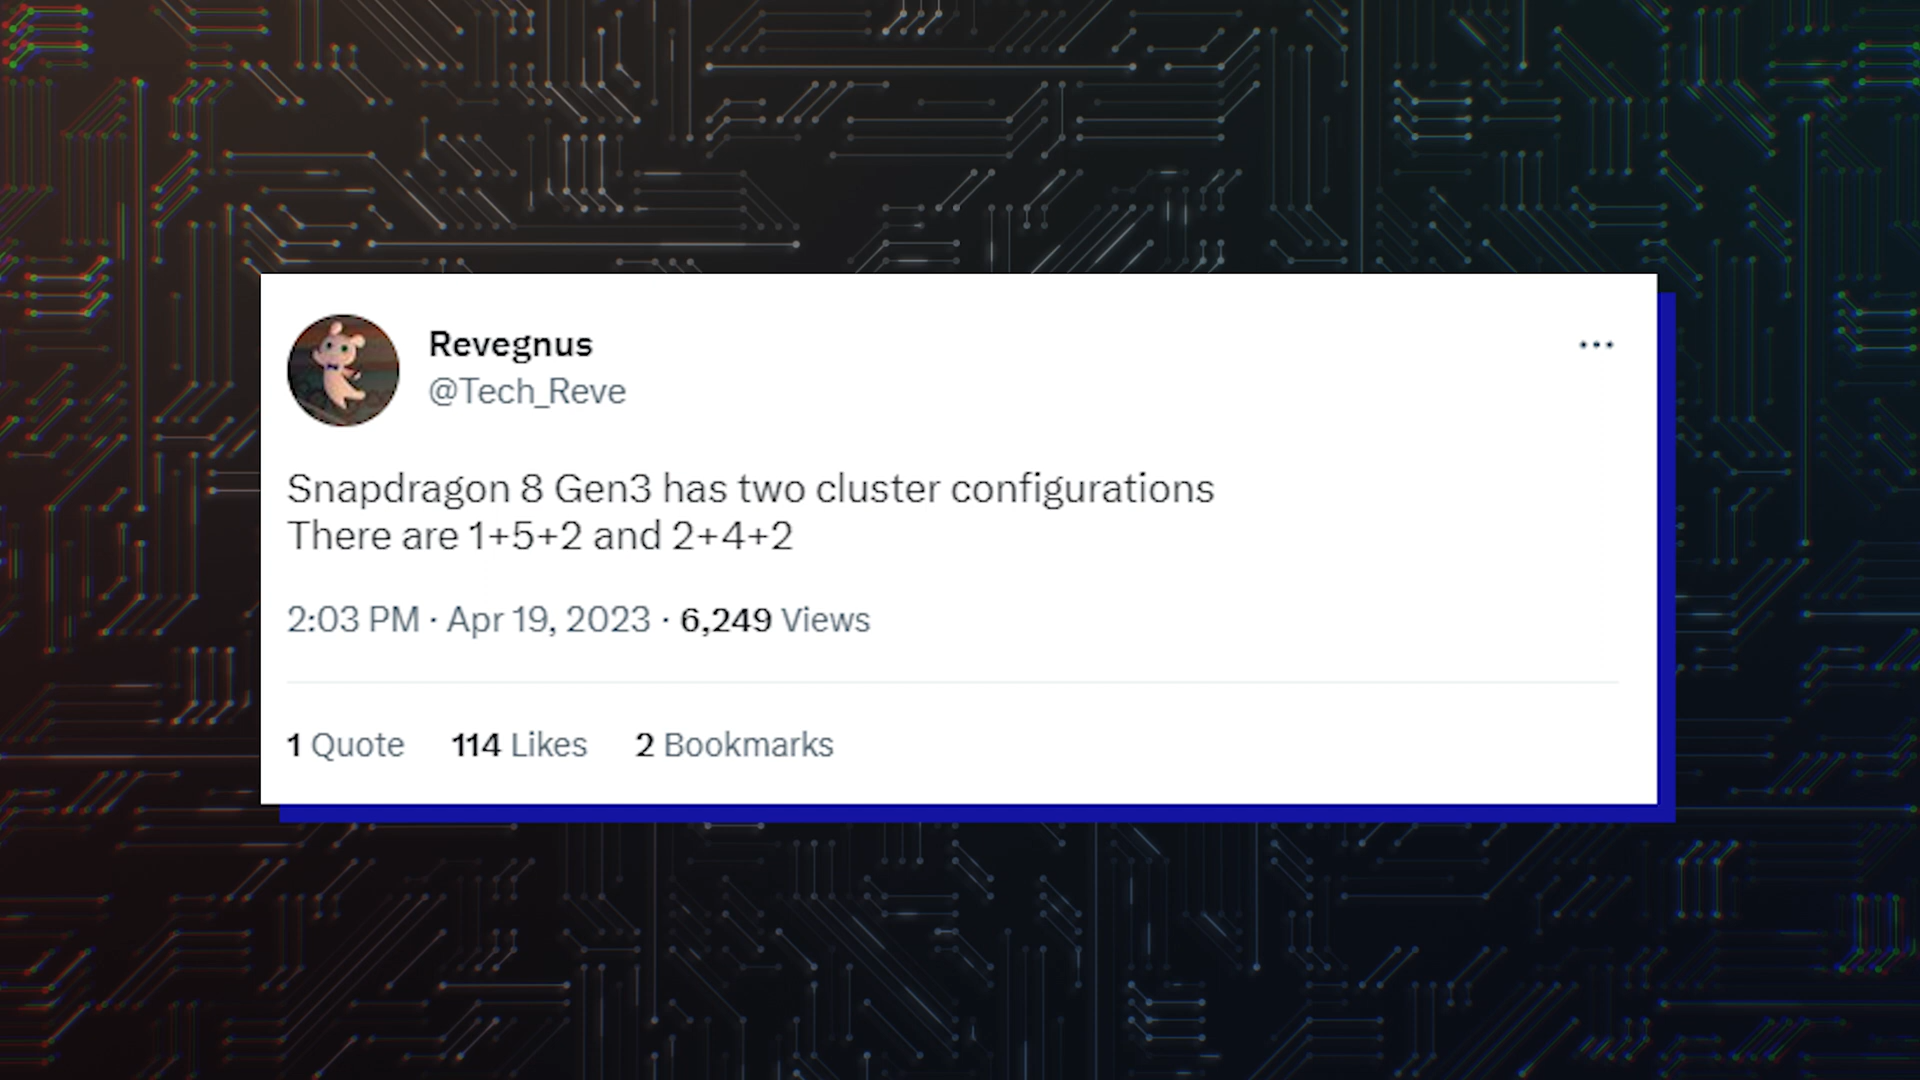 Revegnus
@Tech_Reve
Snapdragon 8 Gen3 has two cluster configurations
There are 1+5+2 and 2+4+2
2:03 PM · Apr 19, 2023 · 6,249 Views
1 Quote 114 Likes 2 Bookmarks